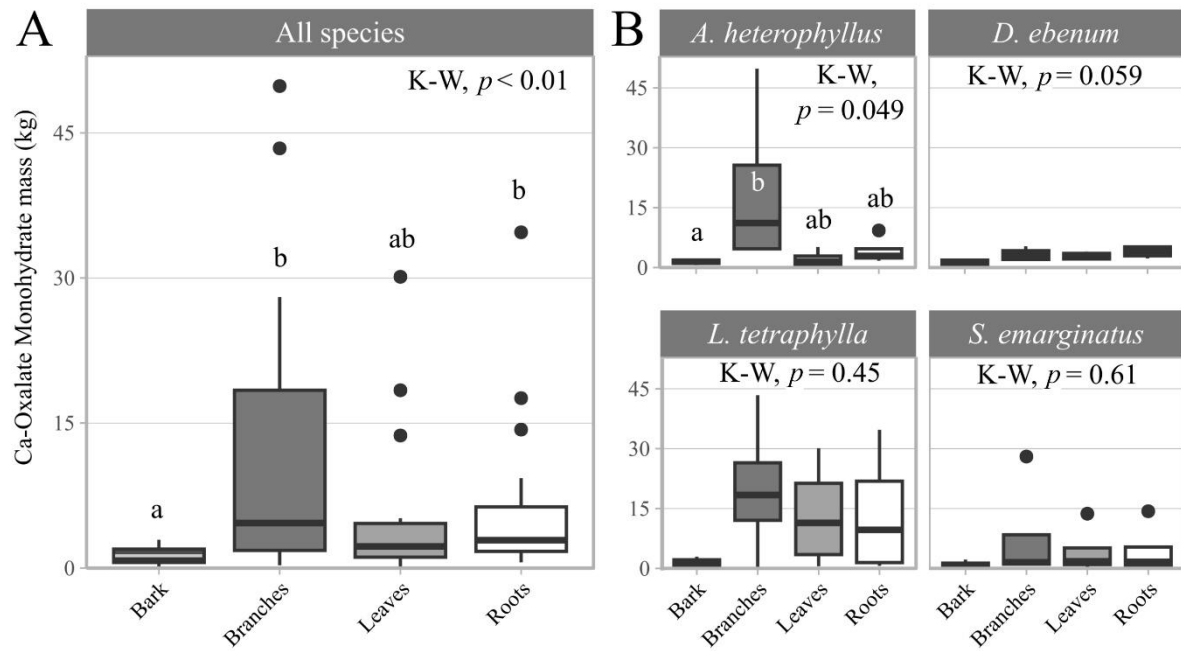 A
All species
K-W, p < 0.01
Ca-Oxalate Monohydrate mass (kg)
45
30
15
0
a
b
ab
b
Bark
Branches
Leaves
Roots
B
A. heterophyllus
K-W,
p = 0.049
45
30
15
0
a
b
ab
ab
D. ebenum
K-W, p = 0.059
L. tetraphylla
K-W, p = 0.45
45
30
15
0
Bark
Branches
Leaves
Roots
S. emarginatus
K-W, p = 0.61
Bark
Branches
Leaves
Roots